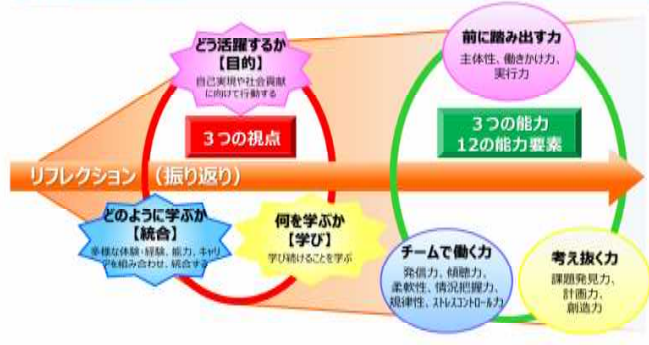 どう活躍するか
【目的】
自己実現や社会貢献
に向けて行動する
3つの視点
リフレクション （振り返り）
どのように学ぶか
【統合】
多様な体験・経験、能力、キャリ
アを組み合わせ、統合する
何を学ぶか
【学び】
学び続けることを学ぶ
前に踏み出す力
主体性、働きかけ力、
実行力
3つの能力
12の能力要素
チームで働く力
発信力、傾聴力、
柔軟性、情況把握力、
規律性、ストレスコントロール力
考え抜く力
課題発見力、
計画力、
創造力